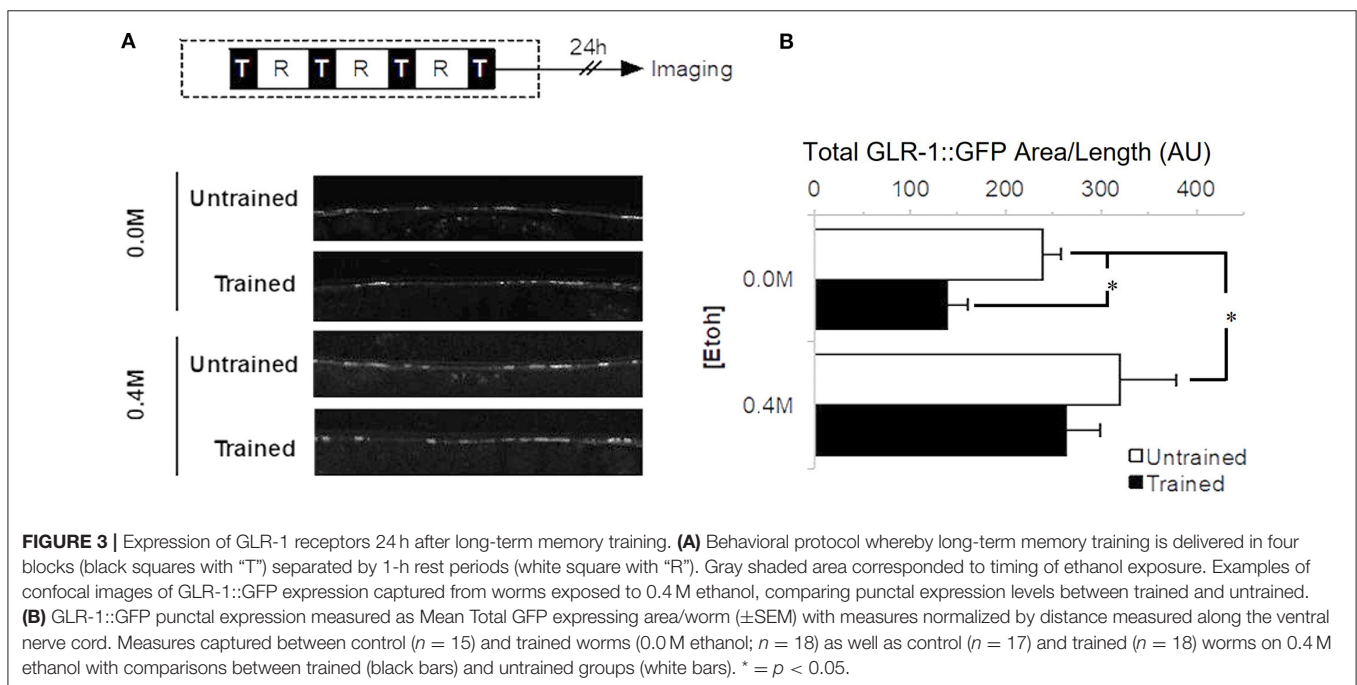 A
T R T R T R T
24h
Imaging
0.0M
Untrained
Trained
0.4M
Untrained
Trained
B
Total GLR-1::GFP Area/Length (AU)
0 100 200 300 400
[Etoh]
0.0M
*
*
0.4M
Untrained
Trained
FIGURE 3 | Expression of GLR-1 receptors 24 h after long-term memory training. (A) Behavioral protocol whereby long-term memory training is delivered in four
blocks (black squares with “T”) separated by 1-h rest periods (white square with “R”). Gray shaded area corresponded to timing of ethanol exposure. Examples of
confocal images of GLR-1::GFP expression captured from worms exposed to 0.4 M ethanol, comparing punctal expression levels between trained and untrained.
(B) GLR-1::GFP punctal expression measured as Mean Total GFP expressing area/worm (±SEM) with measures normalized by distance measured along the ventral
nerve cord. Measures captured between control (n = 15) and trained worms (0.0 M ethanol; n = 18) as well as control (n = 17) and trained (n = 18) worms on 0.4 M
ethanol with comparisons between trained (black bars) and untrained groups (white bars). * = p < 0.05.